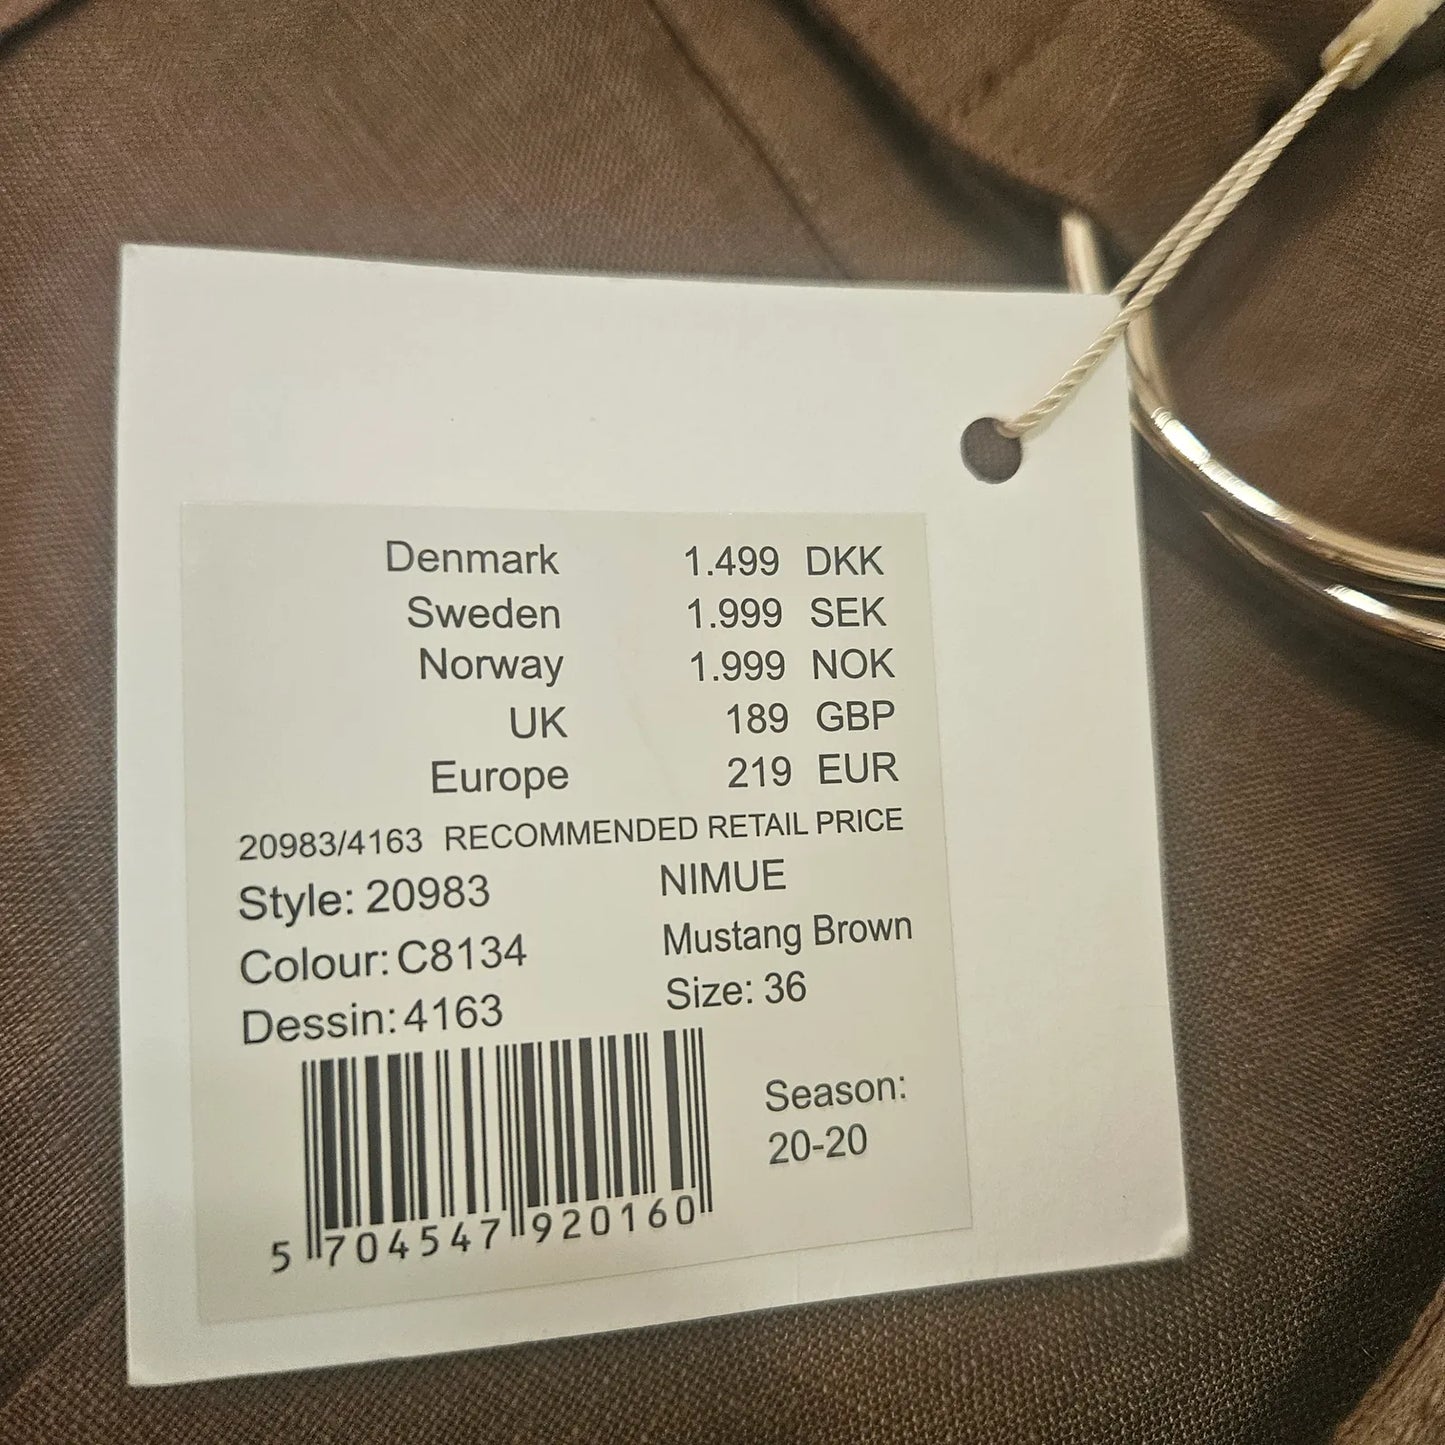 Denmark 1.499 DKK
Sweden 1.999 SEK
Norway 1.999 NOK
UK 189 GBP
Europe 219 EUR
20983/4163 RECOMMENDED RETAIL PRICE
Style: 20983 NIMUE
Colour: C8134 Mustang Brown
Dessin: 4163 Size: 36
Season:
20-20
5 704547 920160